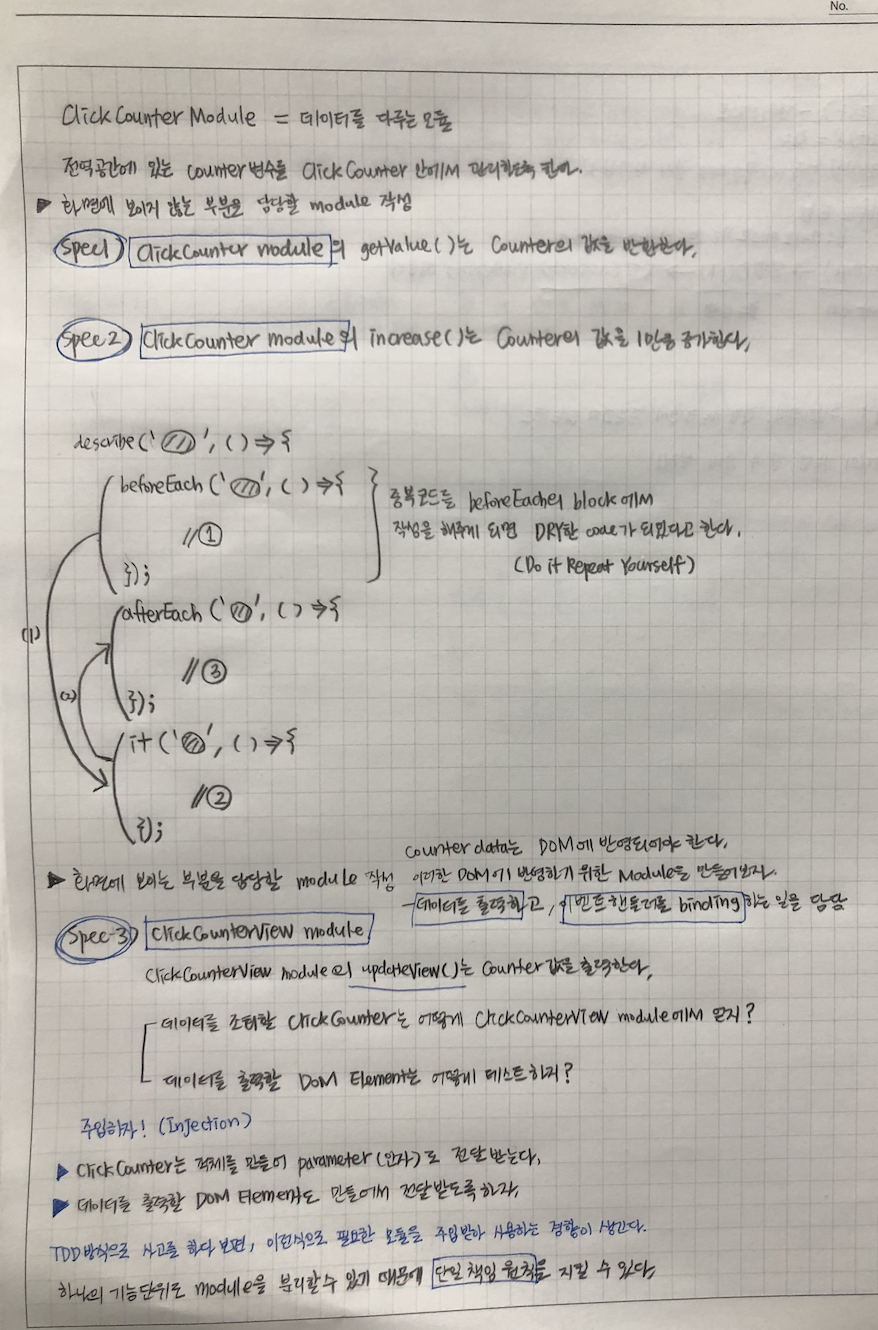 No.
ClickCounter Module = 데이터를 다루는 모듈
전역공간에 있는 counter변수를 ClickCounter 안에서 관리하도록 한다.
▶ 화면에 보이지 않는 부분을 담당할 module 작성
Spec1) ClickCounter module의 getValue()는 Counter의 값을 반환한다.
Spec2) ClickCounter module의 increase()는 Counter의 값을 1만큼 증가한다.
describe('', () => {
beforeEach('', () => {
중복코드를 beforeEach의 block에서
// ①
작성을 해주게 되면 DRY한 code가 되었다고 한다.
(Do it Repeat Yourself)
});
afterEach('', () => {
(1)
// ③
(2)
});
it('', () => {
// ②
});
Counter data는 DOM에 반영되어야 한다.
▶ 화면에 보이는 부분을 담당할 module 작성 이러한 DOM에 반영하기 위한 Module을 만들어보자.
- 데이터를 출력하고, 이벤트 핸들러를 binding하는 일을 담당
Spec-3) ClickCounterView module
ClickCounterView module의 updateView()는 Counter 값을 출력한다.
데이터를 조회할 ClickCounter는 어떻게 ClickCounterView module에서 얻지?
데이터를 출력할 DOM Element는 어떻게 테스트하지?
주입하자! (Injection)
▶ ClickCounter는 객체를 만들어 parameter(인자)로 전달 받는다.
▶ 데이터를 출력할 DOM Element도 만들어서 전달받도록하자.
TDD방식으로 사고를 하다 보면, 이런식으로 필요한 모듈을 주입받아 사용하는 경향이 생긴다.
하나의 기능단위로 module을 분리할수 있기 때문에 단일 책임 원칙을 지킬 수 있다.